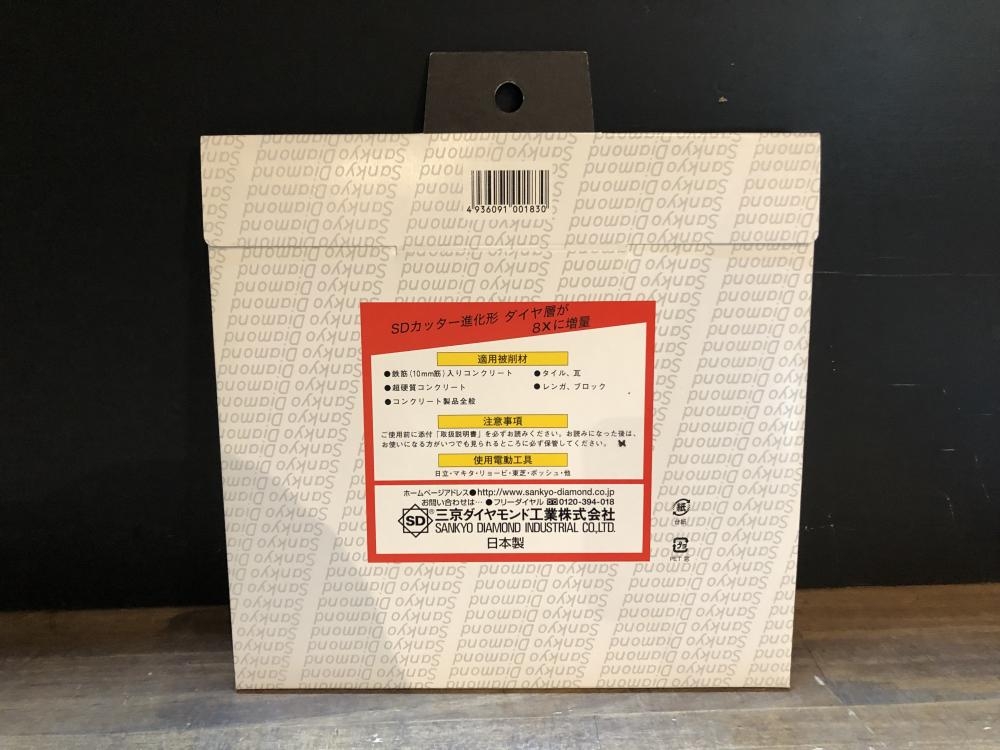 4 936091 001830
SDカッター進化形 ダイヤ層が
8Xに増量
適用被削材
●鉄筋(10mm筋)入りコンクリート ●タイル、瓦
●超硬質コンクリート ●レンガ、ブロック
●コンクリート製品全般
注意事項
ご使用前に添付「取扱説明書」を必ずお読みください。お読みになった後は、
お使いになる方がいつでも見られるところに必ず保管してください。
使用電動工具
日立・マキタ・リョービ・東芝・ボッシュ・他
ホームページアドレス●http://www.sankyo-diamond.co.jp
お問い合わせは…●フリーダイヤル 0120-394-018
SD ® 三京ダイヤモンド工業株式会社
SANKYO DIAMOND INDUSTRIAL CO.,LTD.
日本製
紙
台紙
プラ
Sankyo Diamond